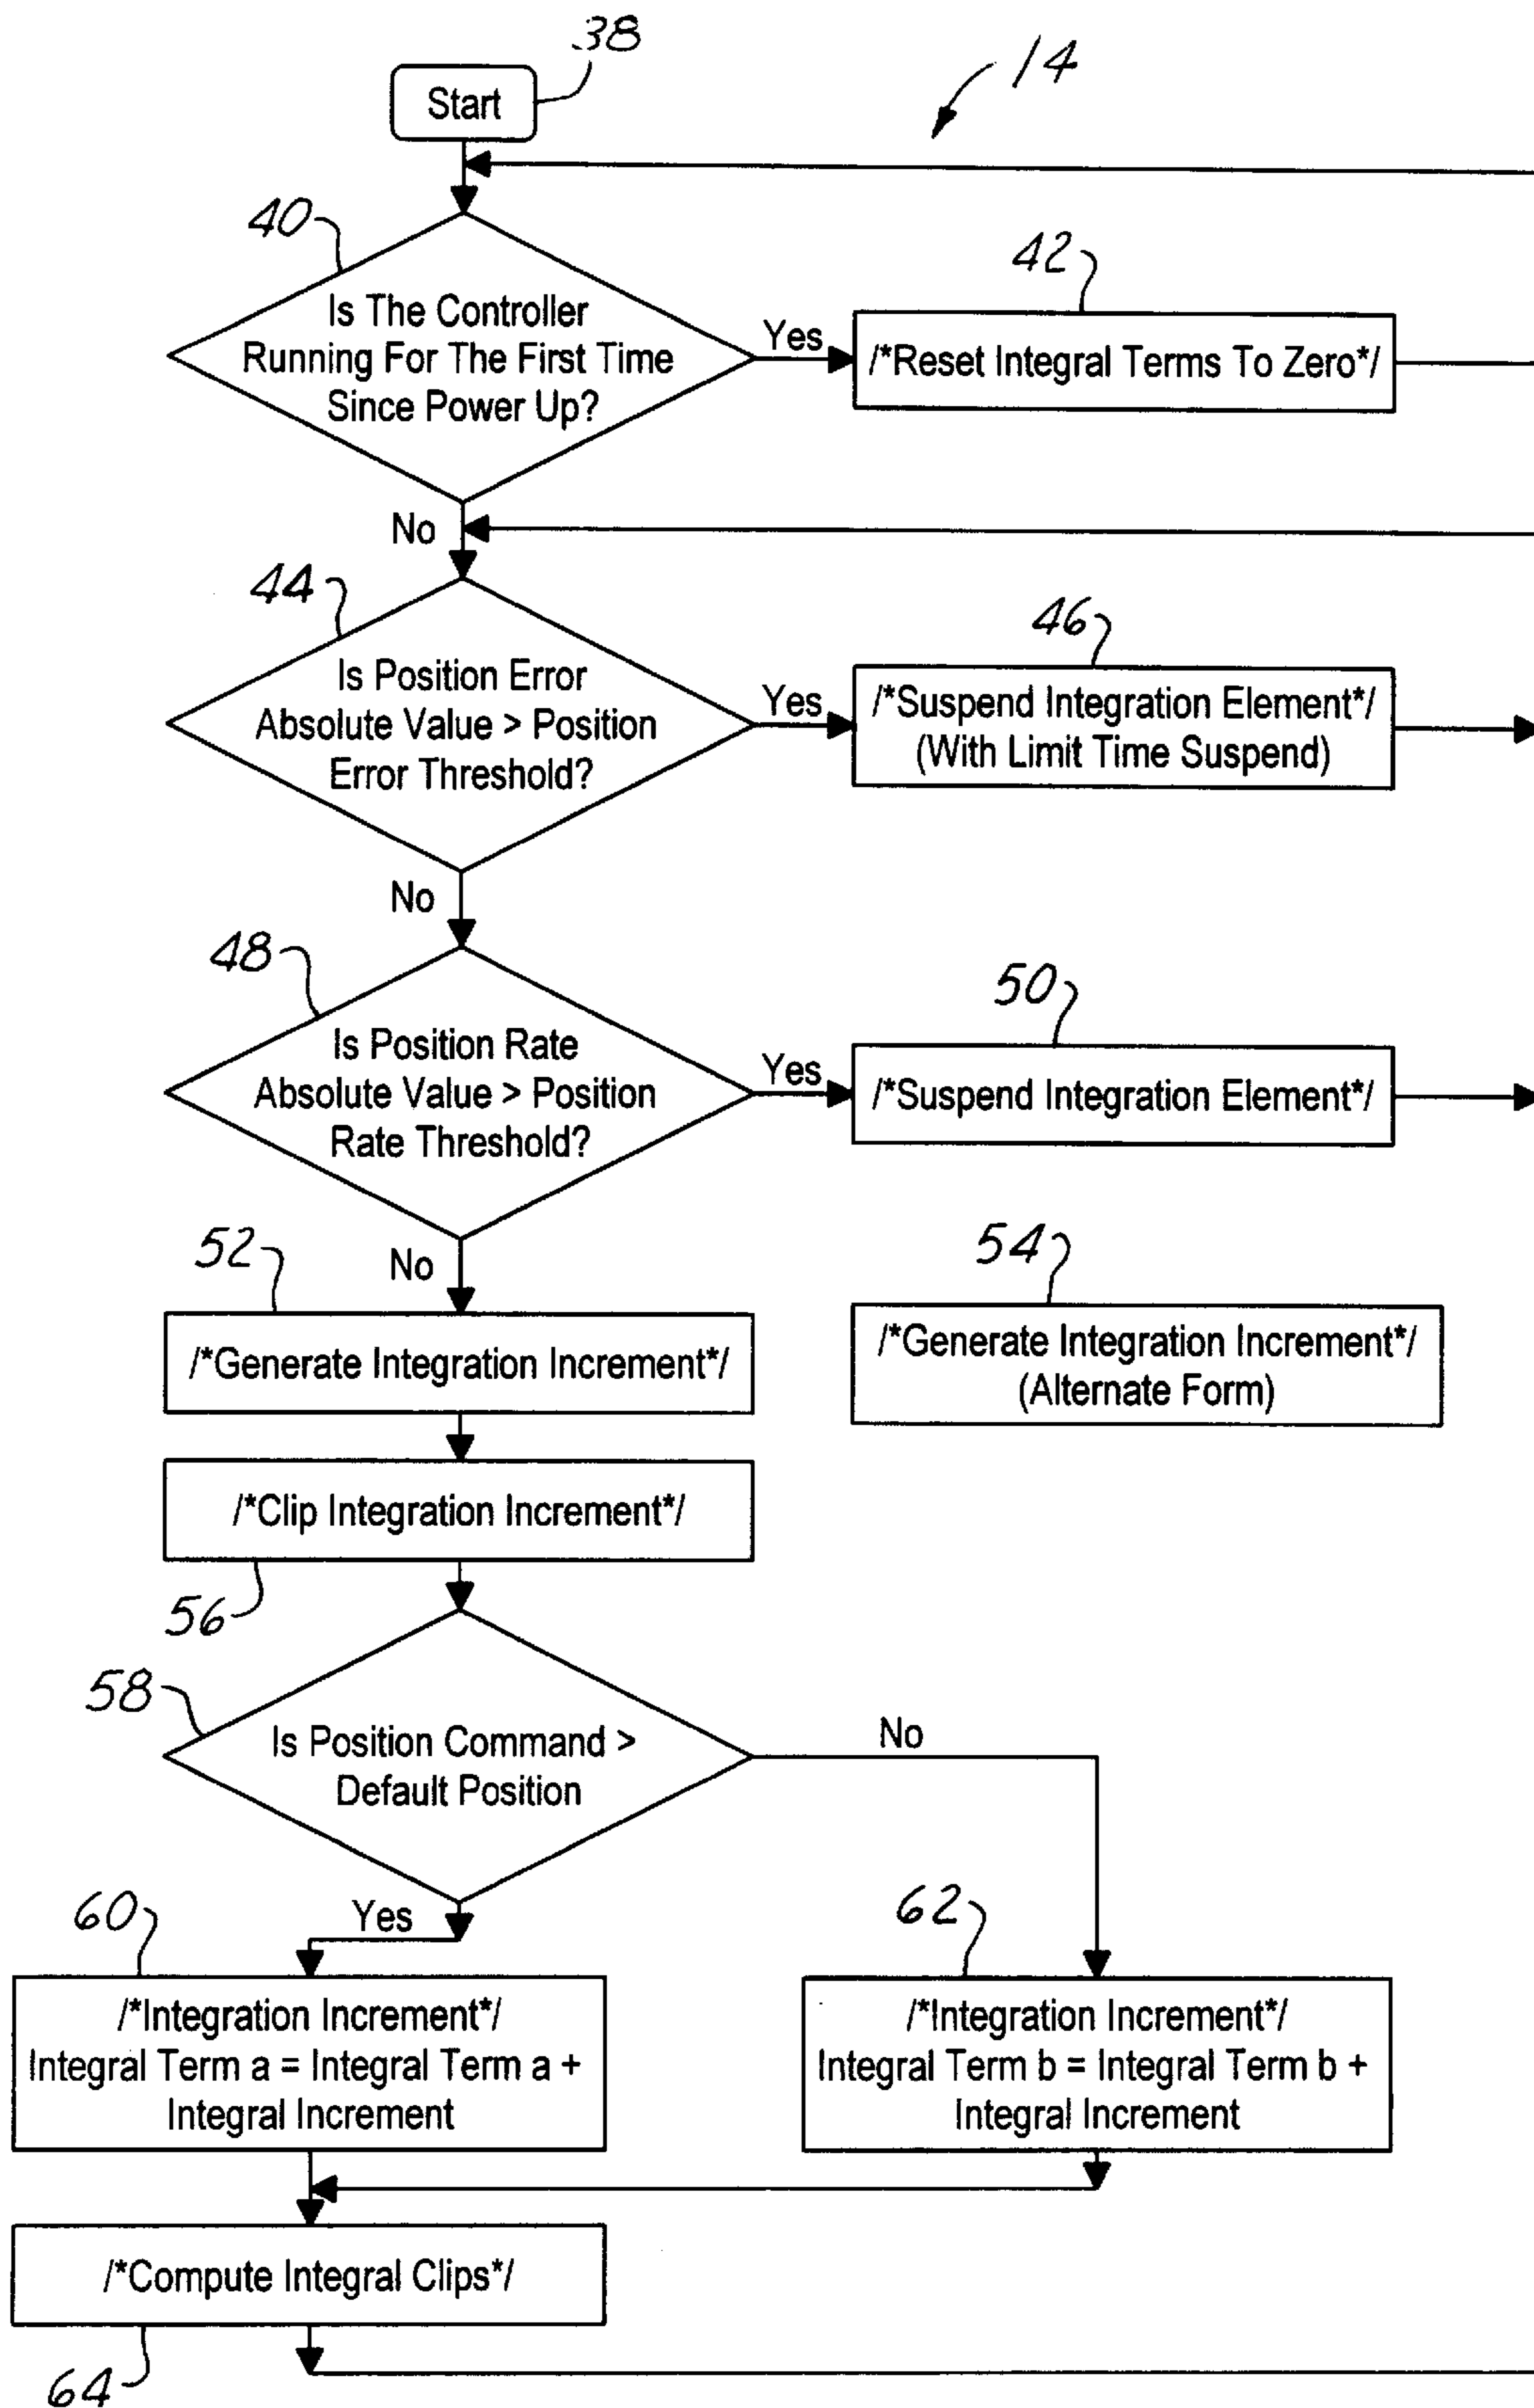 38
Start
14
40
Is The Controller
Running For The First Time
Since Power Up?
Yes
42
/*Reset Integral Terms To Zero*/
No
44
Is Position Error
Absolute Value > Position
Error Threshold?
Yes
46
/*Suspend Integration Element*/
(With Limit Time Suspend)
No
48
Is Position Rate
Absolute Value > Position
Rate Threshold?
Yes
50
/*Suspend Integration Element*/
No
52
/*Generate Integration Increment*/
54
/*Generate Integration Increment*/
(Alternate Form)
/*Clip Integration Increment*/
56
58
Is Position Command >
Default Position
No
Yes
60
/*Integration Increment*/
Integral Term a = Integral Term a +
Integral Increment
62
/*Integration Increment*/
Integral Term b = Integral Term b +
Integral Increment
/*Compute Integral Clips*/
64